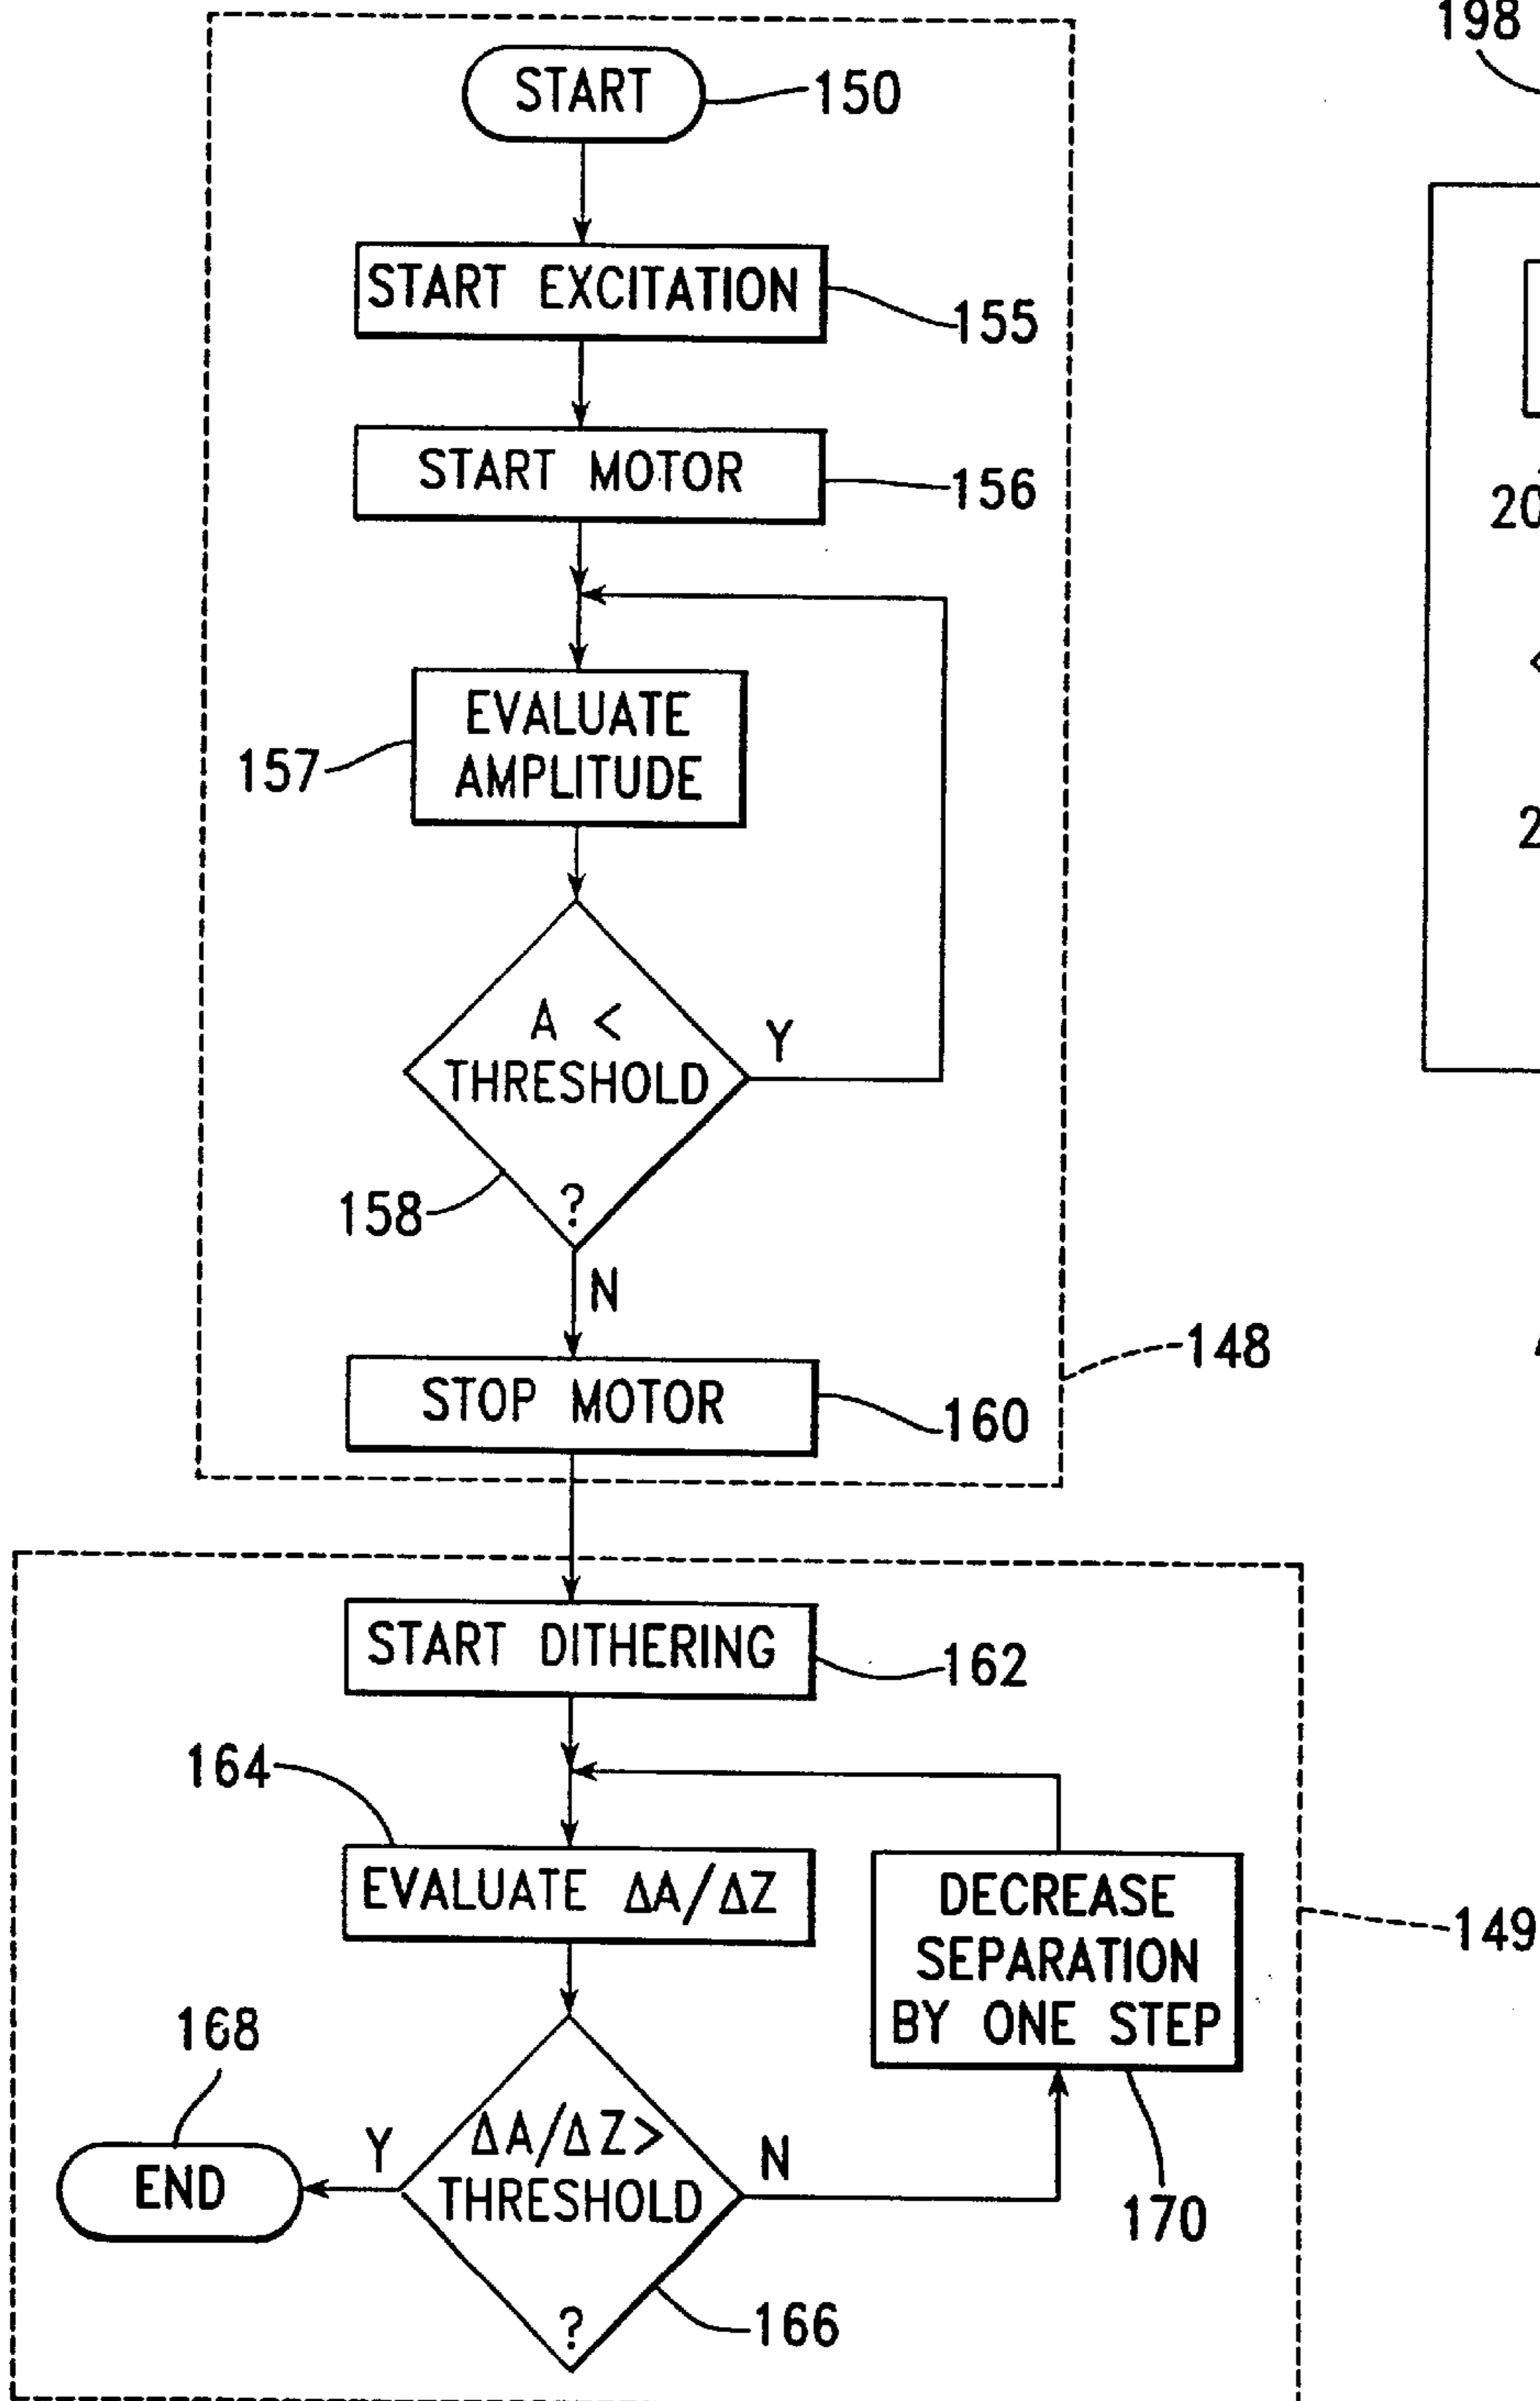 START
150
START EXCITATION
155
START MOTOR
156
EVALUATE
AMPLITUDE
157
A <
THRESHOLD
?
Y
158
N
148
STOP MOTOR
160
START DITHERING
162
164
EVALUATE ΔA/ΔZ
DECREASE
SEPARATION
BY ONE STEP
149
168
END
Y
ΔA/ΔZ>
THRESHOLD
?
N
170
166
198
20
2